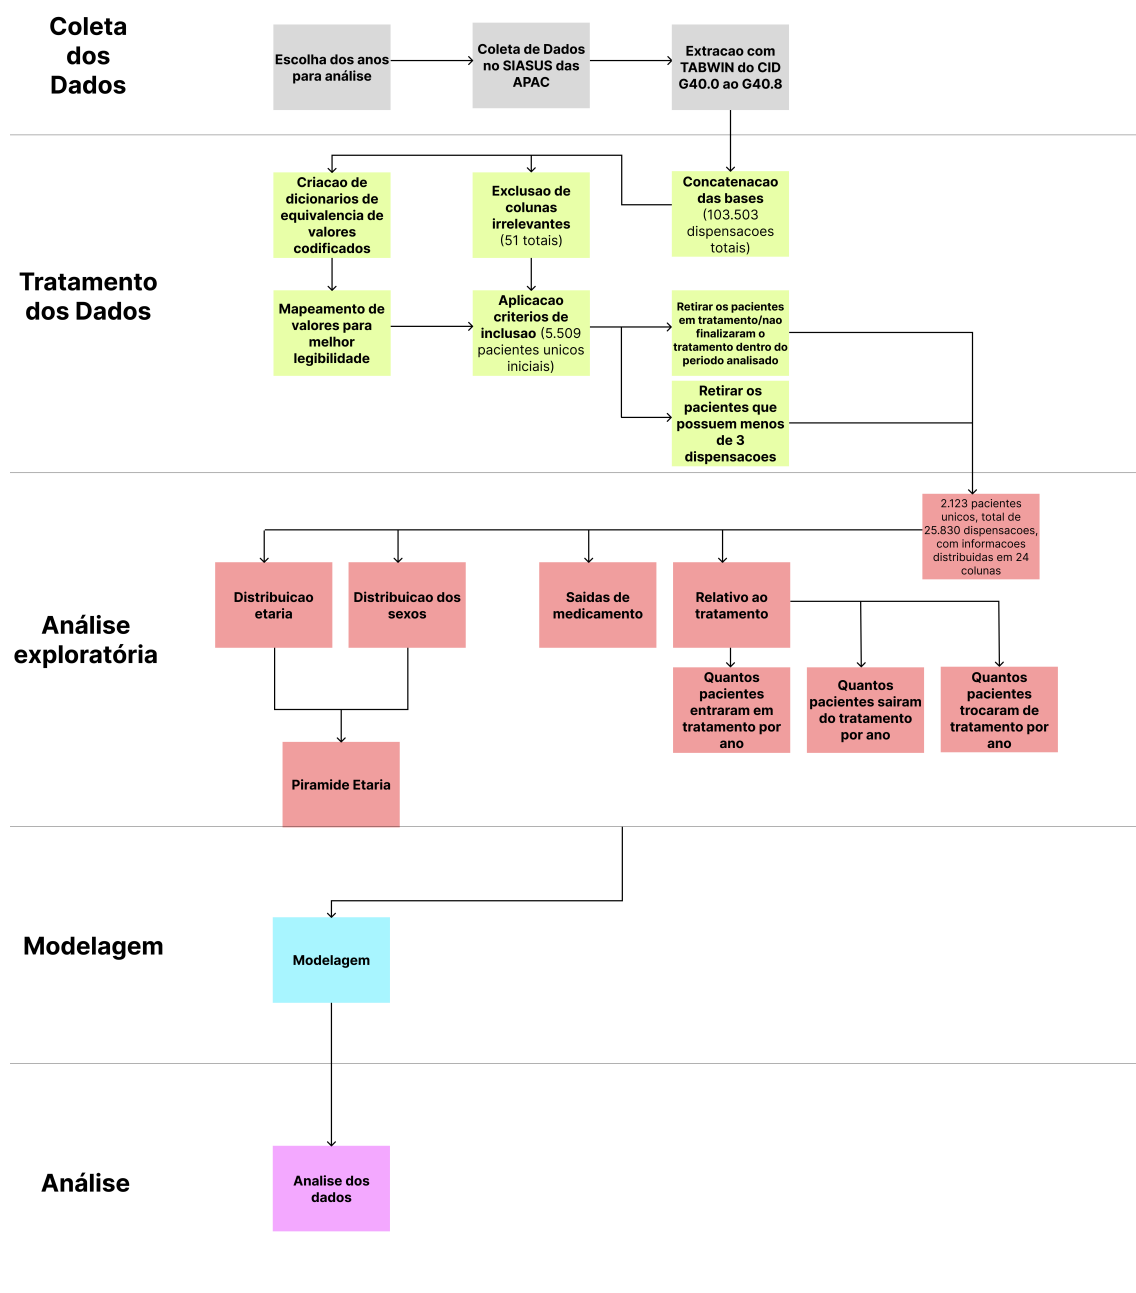 Coleta
dos
Dados
Escolha dos anos
para análise
Coleta de Dados
no SIASUS das
APAC
Extracao com
TABWIN do CID
G40.0 ao G40.8
Tratamento
dos Dados
Criacao de
dicionarios de
equivalencia de
valores
codificados
Exclusao de
colunas
irrelevantes
(51 totais)
Concatenacao
das bases
(103.503
dispensacoes
totais)
Mapeamento de
valores para
melhor
legibilidade
Aplicacao
criterios de
inclusao (5.509
pacientes unicos
iniciais)
Retirar os pacientes
em tratamento/nao
finalizaram o
tratamento dentro do
periodo analisado
Retirar os
pacientes que
possuem menos
de 3
dispensacoes
Análise
exploratória
2.123 pacientes
unicos, total de
25.830 dispensacoes,
com informacoes
distribuidas em 24
colunas
Distribuicao
etaria
Distribuicao dos
sexos
Saidas de
medicamento
Relativo ao
tratamento
Quantos
pacientes
entraram em
tratamento por
ano
Quantos
pacientes sairam
do tratamento
por ano
Quantos
pacientes
trocaram de
tratamento por
ano
Piramide Etaria
Modelagem
Modelagem
Análise
Analise dos
dados